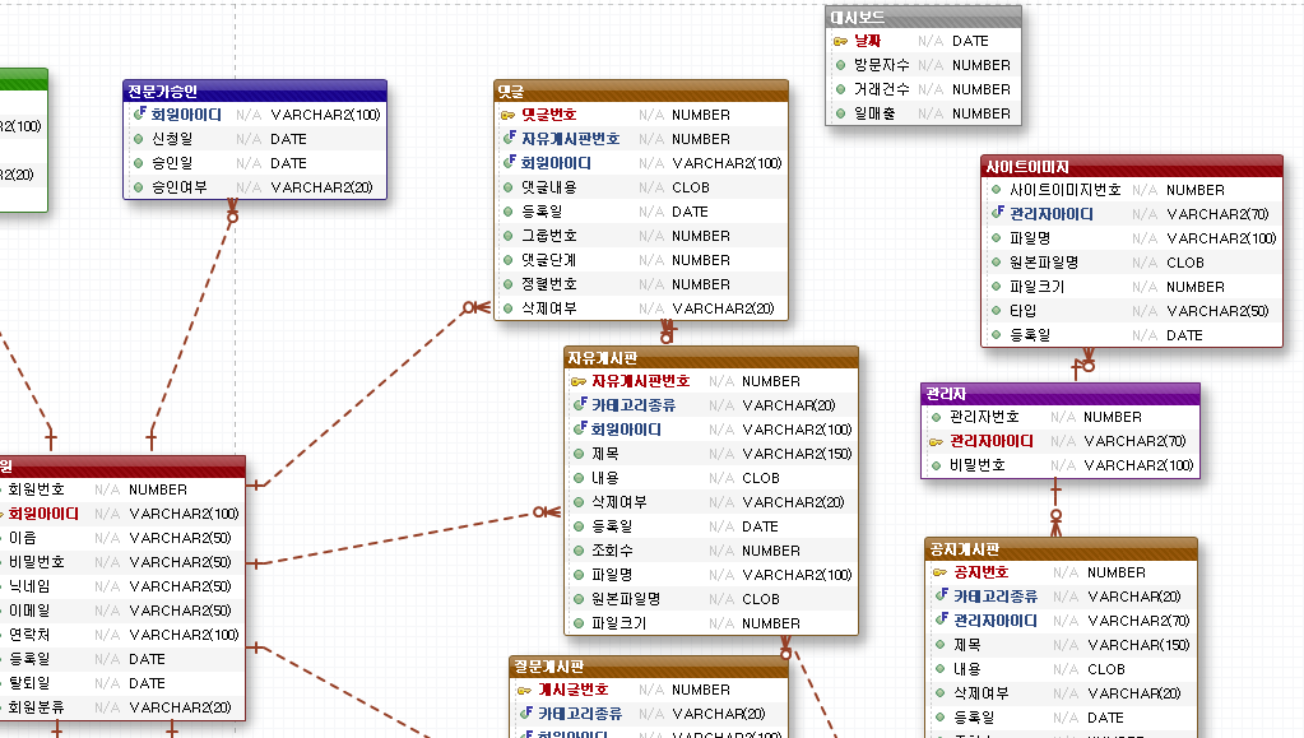 대시보드
날짜 N/A DATE
방문자수 N/A NUMBER
거래건수 N/A NUMBER
일매출 N/A NUMBER
R2(100)
R2(20)
전문가승인
회원아이디 N/A VARCHAR2(100)
신청일 N/A DATE
승인일 N/A DATE
승인여부 N/A VARCHAR2(20)
댓글
댓글번호 N/A NUMBER
자유게시판번호 N/A NUMBER
회원아이디 N/A VARCHAR2(100)
댓글내용 N/A CLOB
등록일 N/A DATE
그룹번호 N/A NUMBER
댓글단계 N/A NUMBER
정렬번호 N/A NUMBER
삭제여부 N/A VARCHAR2(20)
사이트이미지
사이트이미지번호 N/A NUMBER
관리자아이디 N/A VARCHAR2(70)
파일명 N/A VARCHAR2(100)
원본파일명 N/A CLOB
파일크기 N/A NUMBER
타입 N/A VARCHAR2(50)
등록일 N/A DATE
자유게시판
자유게시판번호 N/A NUMBER
카테고리종류 N/A VARCHAR(20)
회원아이디 N/A VARCHAR2(100)
제목 N/A VARCHAR2(150)
내용 N/A CLOB
삭제여부 N/A VARCHAR2(20)
등록일 N/A DATE
조회수 N/A NUMBER
파일명 N/A VARCHAR2(100)
원본파일명 N/A CLOB
파일크기 N/A NUMBER
관리자
관리자번호 N/A NUMBER
관리자아이디 N/A VARCHAR2(70)
비밀번호 N/A VARCHAR2(100)
원
회원번호 N/A NUMBER
회원아이디 N/A VARCHAR2(100)
이름 N/A VARCHAR2(50)
비밀번호 N/A VARCHAR2(50)
닉네임 N/A VARCHAR2(50)
이메일 N/A VARCHAR2(50)
연락처 N/A VARCHAR2(100)
등록일 N/A DATE
탈퇴일 N/A DATE
회원분류 N/A VARCHAR2(20)
공지게시판
공지번호 N/A NUMBER
카테고리종류 N/A VARCHAR(20)
관리자아이디 N/A VARCHAR2(70)
제목 N/A VARCHAR(150)
내용 N/A CLOB
삭제여부 N/A VARCHAR(20)
등록일 N/A DATE
질문게시판
게시글번호 N/A NUMBER
카테고리종류 N/A VARCHAR(20)
회원아이디 N/A VARCHAR2(100)